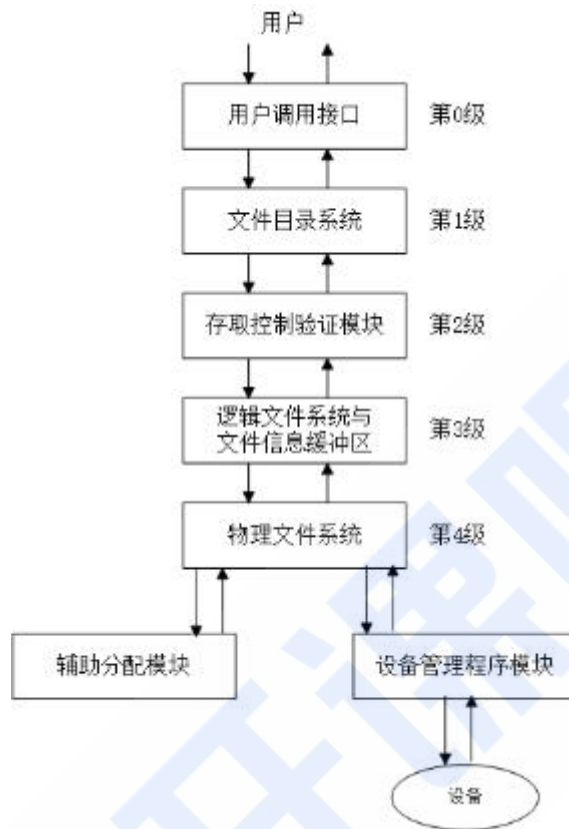 用户
用户调用接口
第0级
文件目录系统
第1级
存取控制验证模块
第2级
逻辑文件系统与
文件信息缓冲区
第3级
物理文件系统
第4级
辅助分配模块
设备管理程序模块
设备